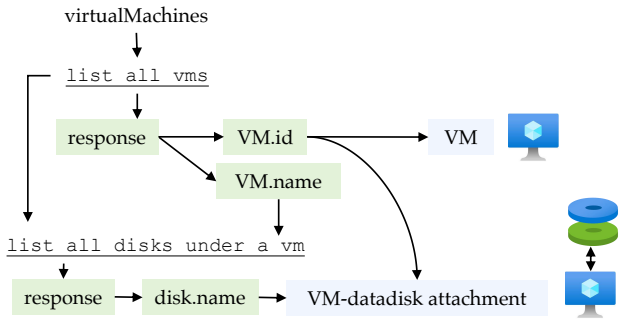 virtualMachines
list all vms
response
VM.id
VM
VM.name
list all disks under a vm
response
disk.name
VM-datadisk attachment